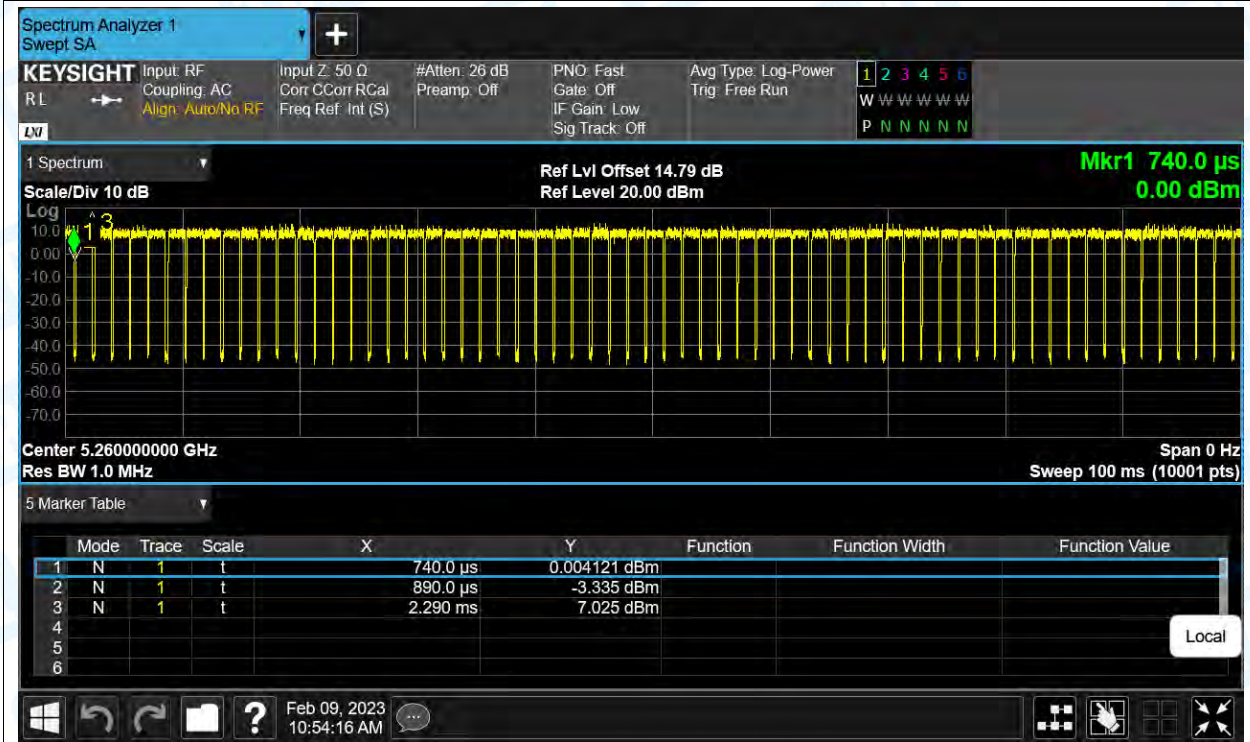 Spectrum Analyzer 1
Swept SA
+
KEYSIGHT Input: RF Input Z: 50 Ω #Atten: 26 dB PNO: Fast Avg Type: Log-Power 1 2 3 4 5 6
R L Coupling: AC Corr CCorr RCal Preamp: Off Gate: Off Trig: Free Run W W W W W W
Align: Auto/No RF Freq Ref: Int (S) IF Gain: Low
LXI Sig Track: Off P N N N N N
1 Spectrum Ref Lvl Offset 14.79 dB Mkr1 740.0 µs
Scale/Div 10 dB Ref Level 20.00 dBm 0.00 dBm
Log
1 3
10.0
0.00
-10.0
-20.0
-30.0
-40.0
-50.0
-60.0
-70.0
Center 5.260000000 GHz Span 0 Hz
Res BW 1.0 MHz Sweep 100 ms (10001 pts)
5 Marker Table
Mode Trace Scale X Y Function Function Width Function Value
1 N 1 t 740.0 µs 0.004121 dBm
2 N 1 t 890.0 µs -3.335 dBm
3 N 1 t 2.290 ms 7.025 dBm
4
5
6
Local
? Feb 09, 2023
10:54:16 AM